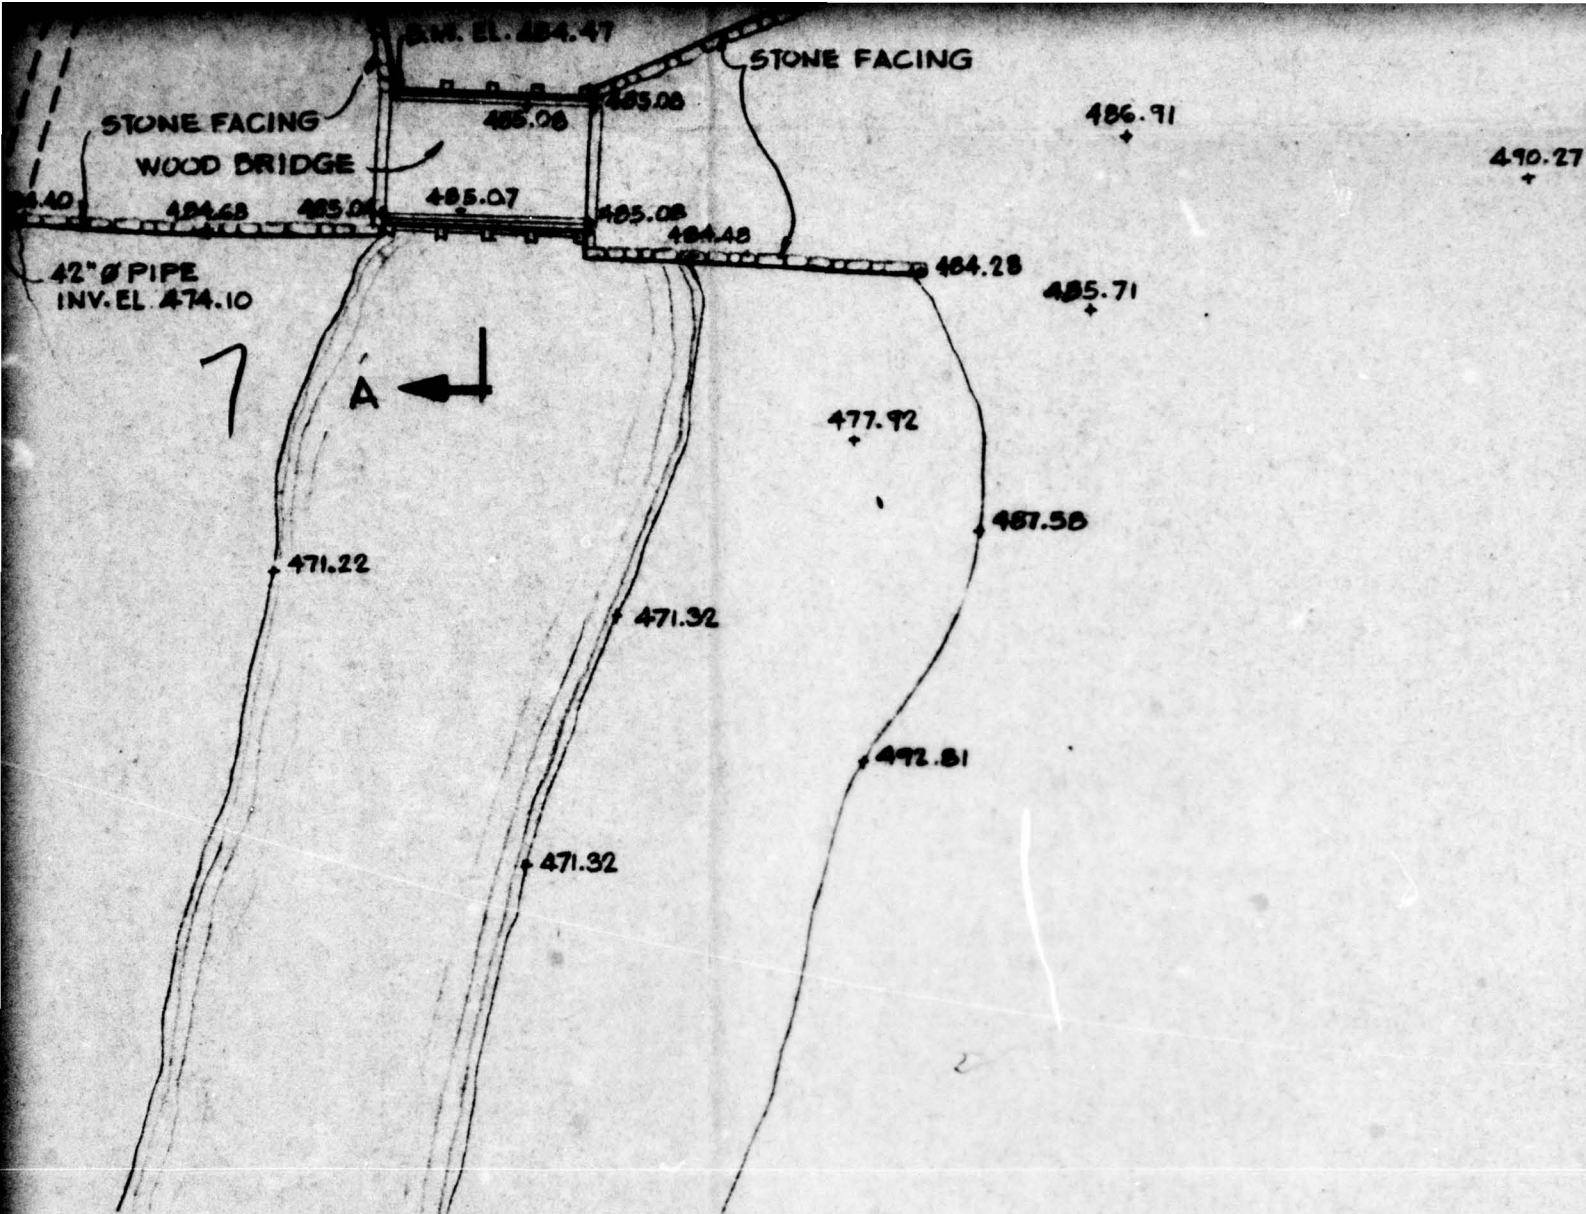 B.M. EL. 484.47
STONE FACING
485.08
485.08
486.91
STONE FACING
WOOD BRIDGE
490.27
485.07
484.68
485.08
484.48
484.28
42"Ø PIPE
INV. EL. 474.10
485.71
A
477.92
487.58
471.22
471.32
492.81
471.32